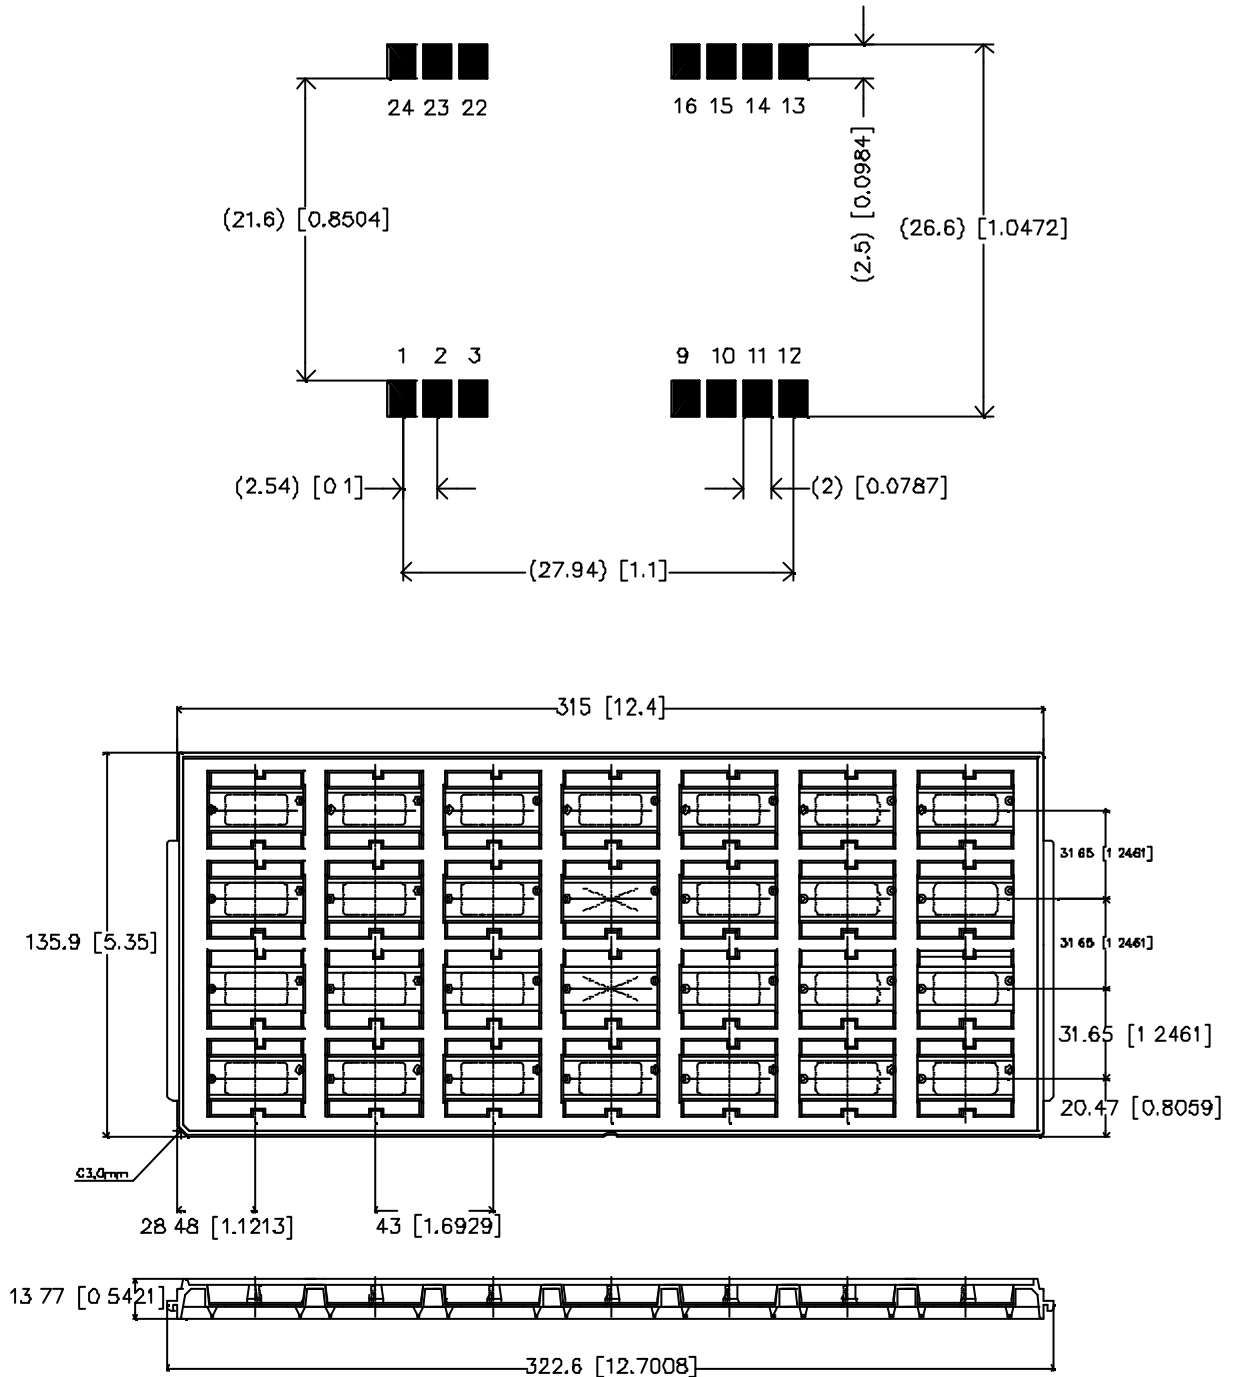 24 23 22 16 15 14 13
(2.5) [0.0984]
(21.6) [0.8504]
(26.6) [1.0472]
1 2 3 9 10 11 12
(2.54) [0 1]
(2) [0.0787]
(27.94) [1.1]
315 [12.4]
31 65 [1 2461]
135.9 [5.35]
31 65 [1 2461]
31.65 [1 2461]
20.47 [0.8059]
C3.0mm
28 48 [1.1213]
43 [1.6929]
13 77 [0 5421]
322.6 [12.7008]